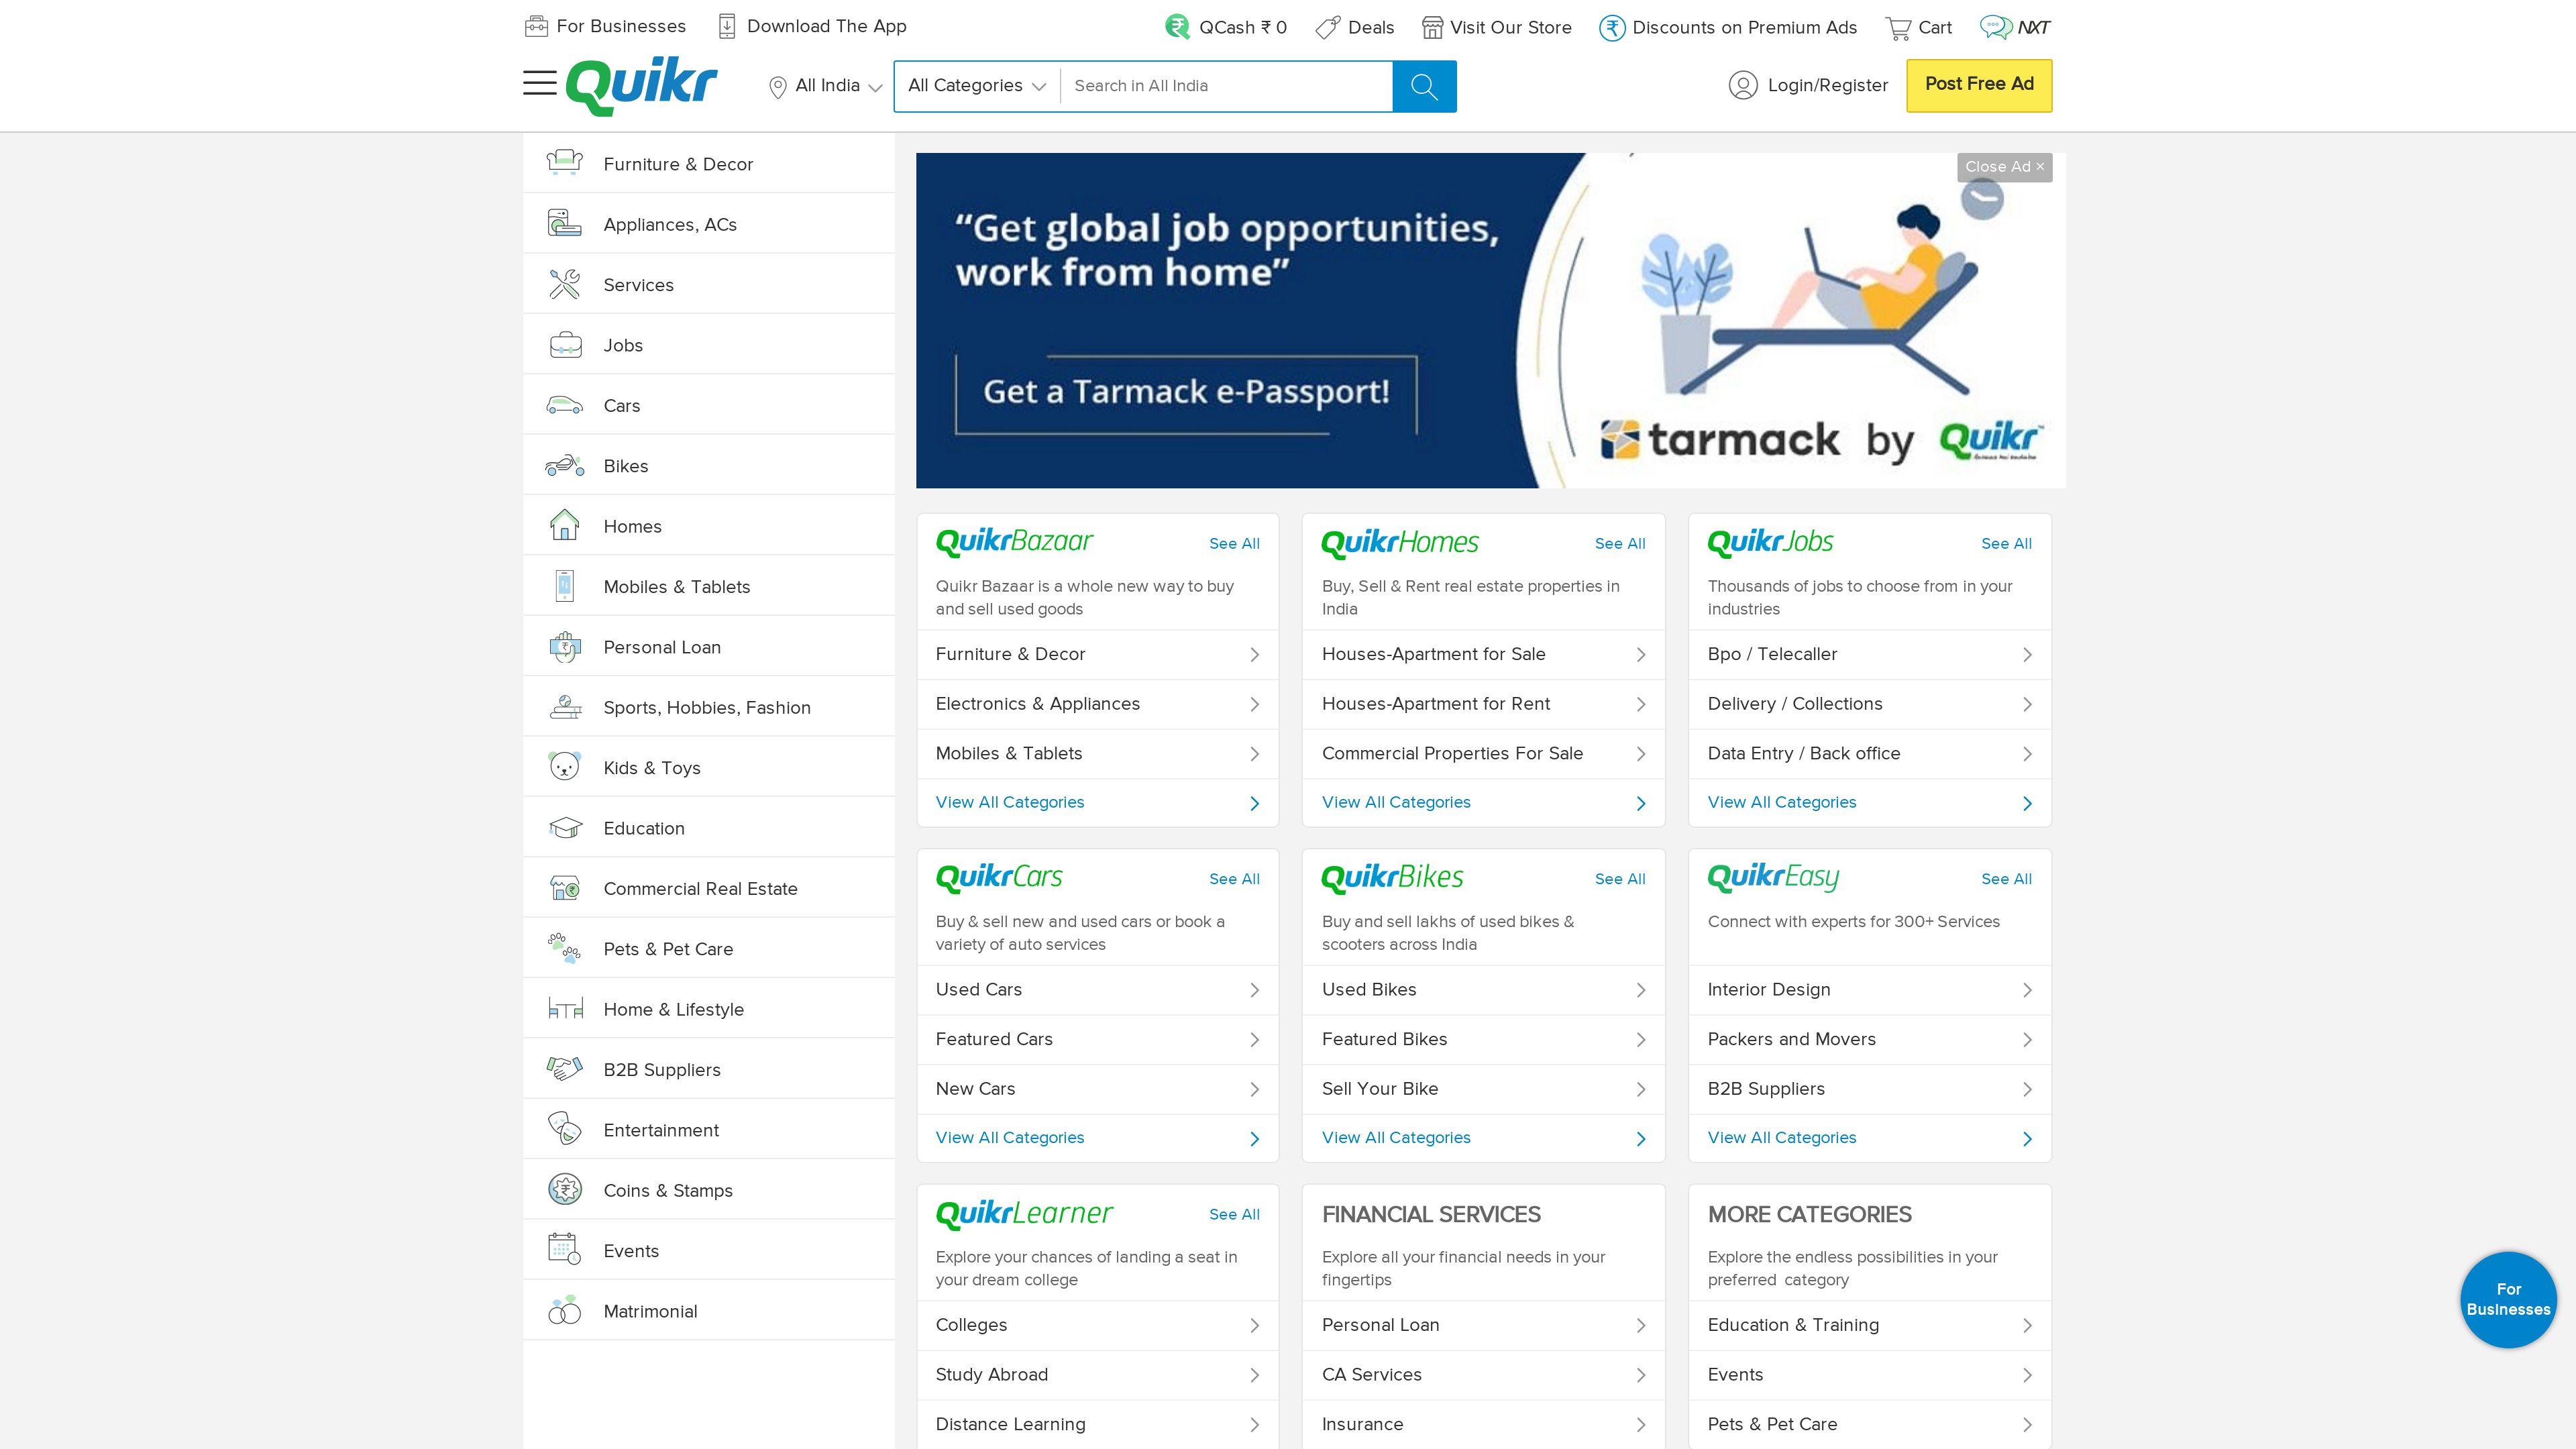 For Businesses
Download The App
QCash ₹ 0
Deals
Visit Our Store
Discounts on Premium Ads
Cart
NXT
Quikr
All India
All Categories
Search in All India
Login/Register
Post Free Ad
Furniture & Decor
Appliances, ACs
Services
Jobs
Cars
Bikes
Homes
Mobiles & Tablets
Personal Loan
Sports, Hobbies, Fashion
Kids & Toys
Education
Commercial Real Estate
Pets & Pet Care
Home & Lifestyle
B2B Suppliers
Entertainment
Coins & Stamps
Events
Matrimonial
Close Ad ×
“Get global job opportunities,
work from home”
Get a Tarmack e-Passport!
tarmack by Quikr
QuikrBazaar
See All
Quikr Bazaar is a whole new way to buy
and sell used goods
Furniture & Decor
Electronics & Appliances
Mobiles & Tablets
View All Categories
QuikrHomes
See All
Buy, Sell & Rent real estate properties in
India
Houses-Apartment for Sale
Houses-Apartment for Rent
Commercial Properties For Sale
View All Categories
QuikrJobs
See All
Thousands of jobs to choose from in your
industries
Bpo / Telecaller
Delivery / Collections
Data Entry / Back office
View All Categories
QuikrCars
See All
Buy & sell new and used cars or book a
variety of auto services
Used Cars
Featured Cars
New Cars
View All Categories
QuikrBikes
See All
Buy and sell lakhs of used bikes &
scooters across India
Used Bikes
Featured Bikes
Sell Your Bike
View All Categories
QuikrEasy
See All
Connect with experts for 300+ Services
Interior Design
Packers and Movers
B2B Suppliers
View All Categories
QuikrLearner
See All
Explore your chances of landing a seat in
your dream college
Colleges
Study Abroad
Distance Learning
FINANCIAL SERVICES
Explore all your financial needs in your
fingertips
Personal Loan
CA Services
Insurance
MORE CATEGORIES
Explore the endless possibilities in your
preferred category
Education & Training
Events
Pets & Pet Care
For
Businesses